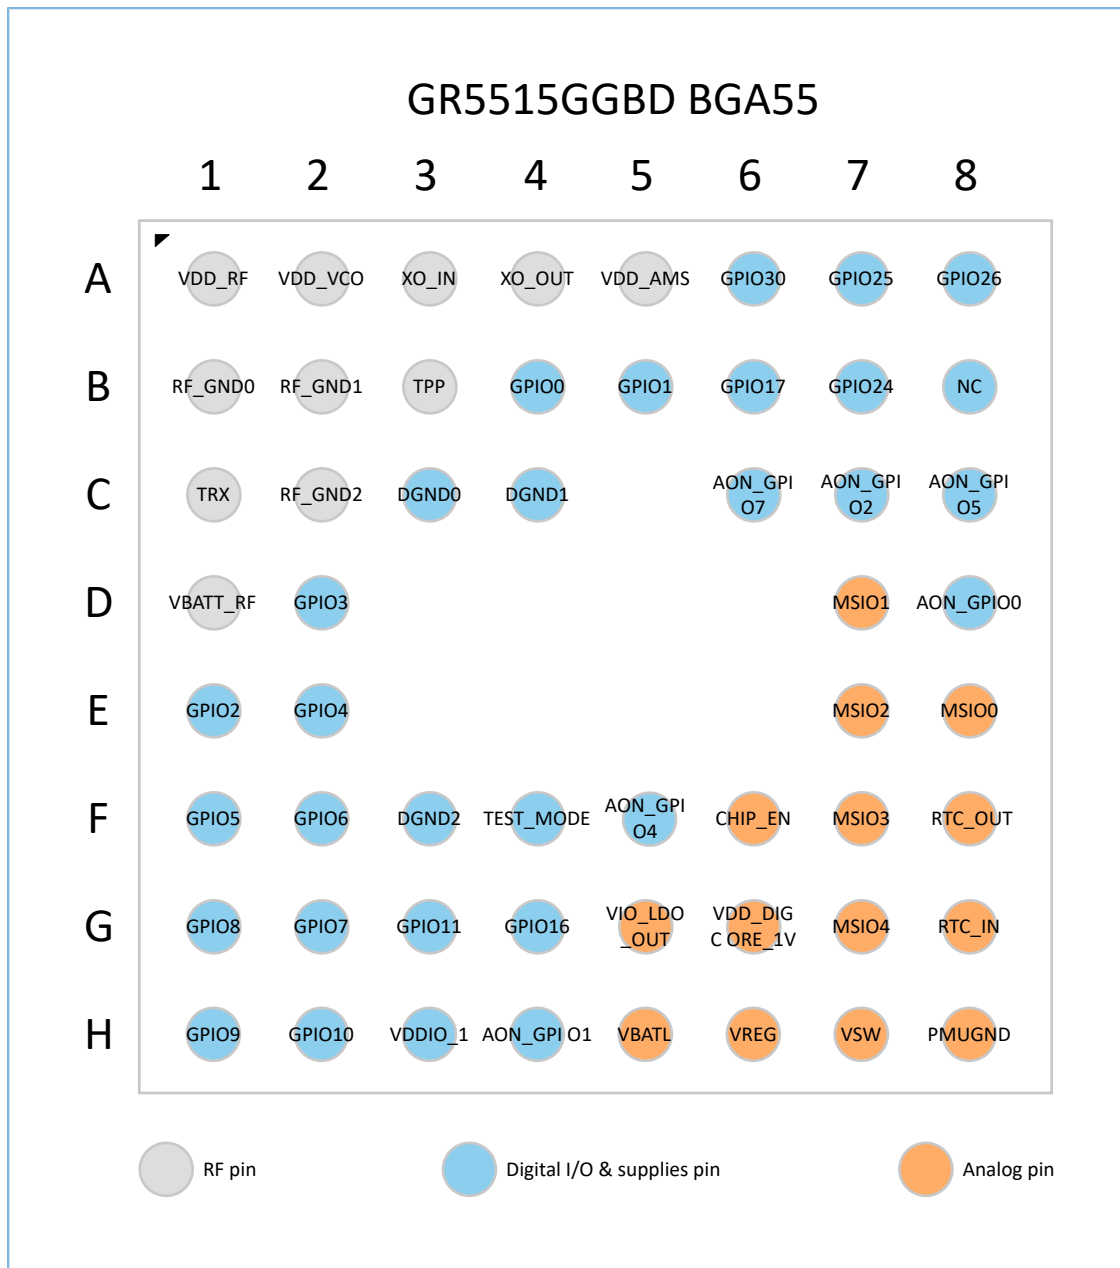 GR5515GGBD BGA55
1 2 3 4 5 6 7 8
A VDD_RF VDD_VCO XO_IN XO_OUT VDD_AMS GPIO30 GPIO25 GPIO26
B RF_GND0 RF_GND1 TPP GPIO0 GPIO1 GPIO17 GPIO24 NC
C TRX RF_GND2 DGND0 DGND1 AON_GPI AON_GPI AON_GPI
O7 O2 O5
D VBATT_RF GPIO3 MSIO1 AON_GPIO0
E GPIO2 GPIO4 MSIO2 MSIO0
F GPIO5 GPIO6 DGND2 TEST_MODE AON_GPI CHIP_EN MSIO3 RTC_OUT
O4
G GPIO8 GPIO7 GPIO11 GPIO16 VIO_LDO VDD_DIG MSIO4 RTC_IN
_OUT C ORE_1V
H GPIO9 GPIO10 VDDIO_1 AON_GPI O1 VBATL VREG VSW PMUGND
RF pin Digital I/O & supplies pin Analog pin